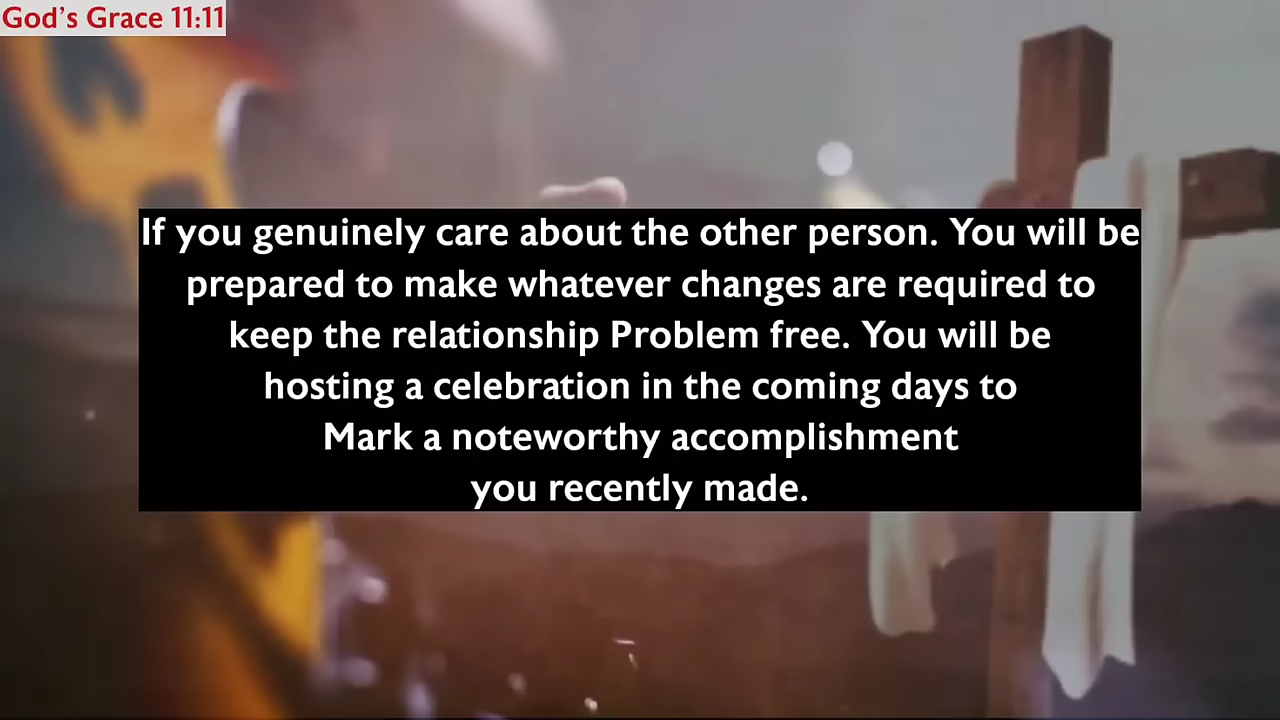 God's Grace 11:11
If you genuinely care about the other person. You will be
prepared to make whatever changes are required to
keep the relationship Problem free. You will be
hosting a celebration in the coming days to
Mark a noteworthy accomplishment
you recently made.